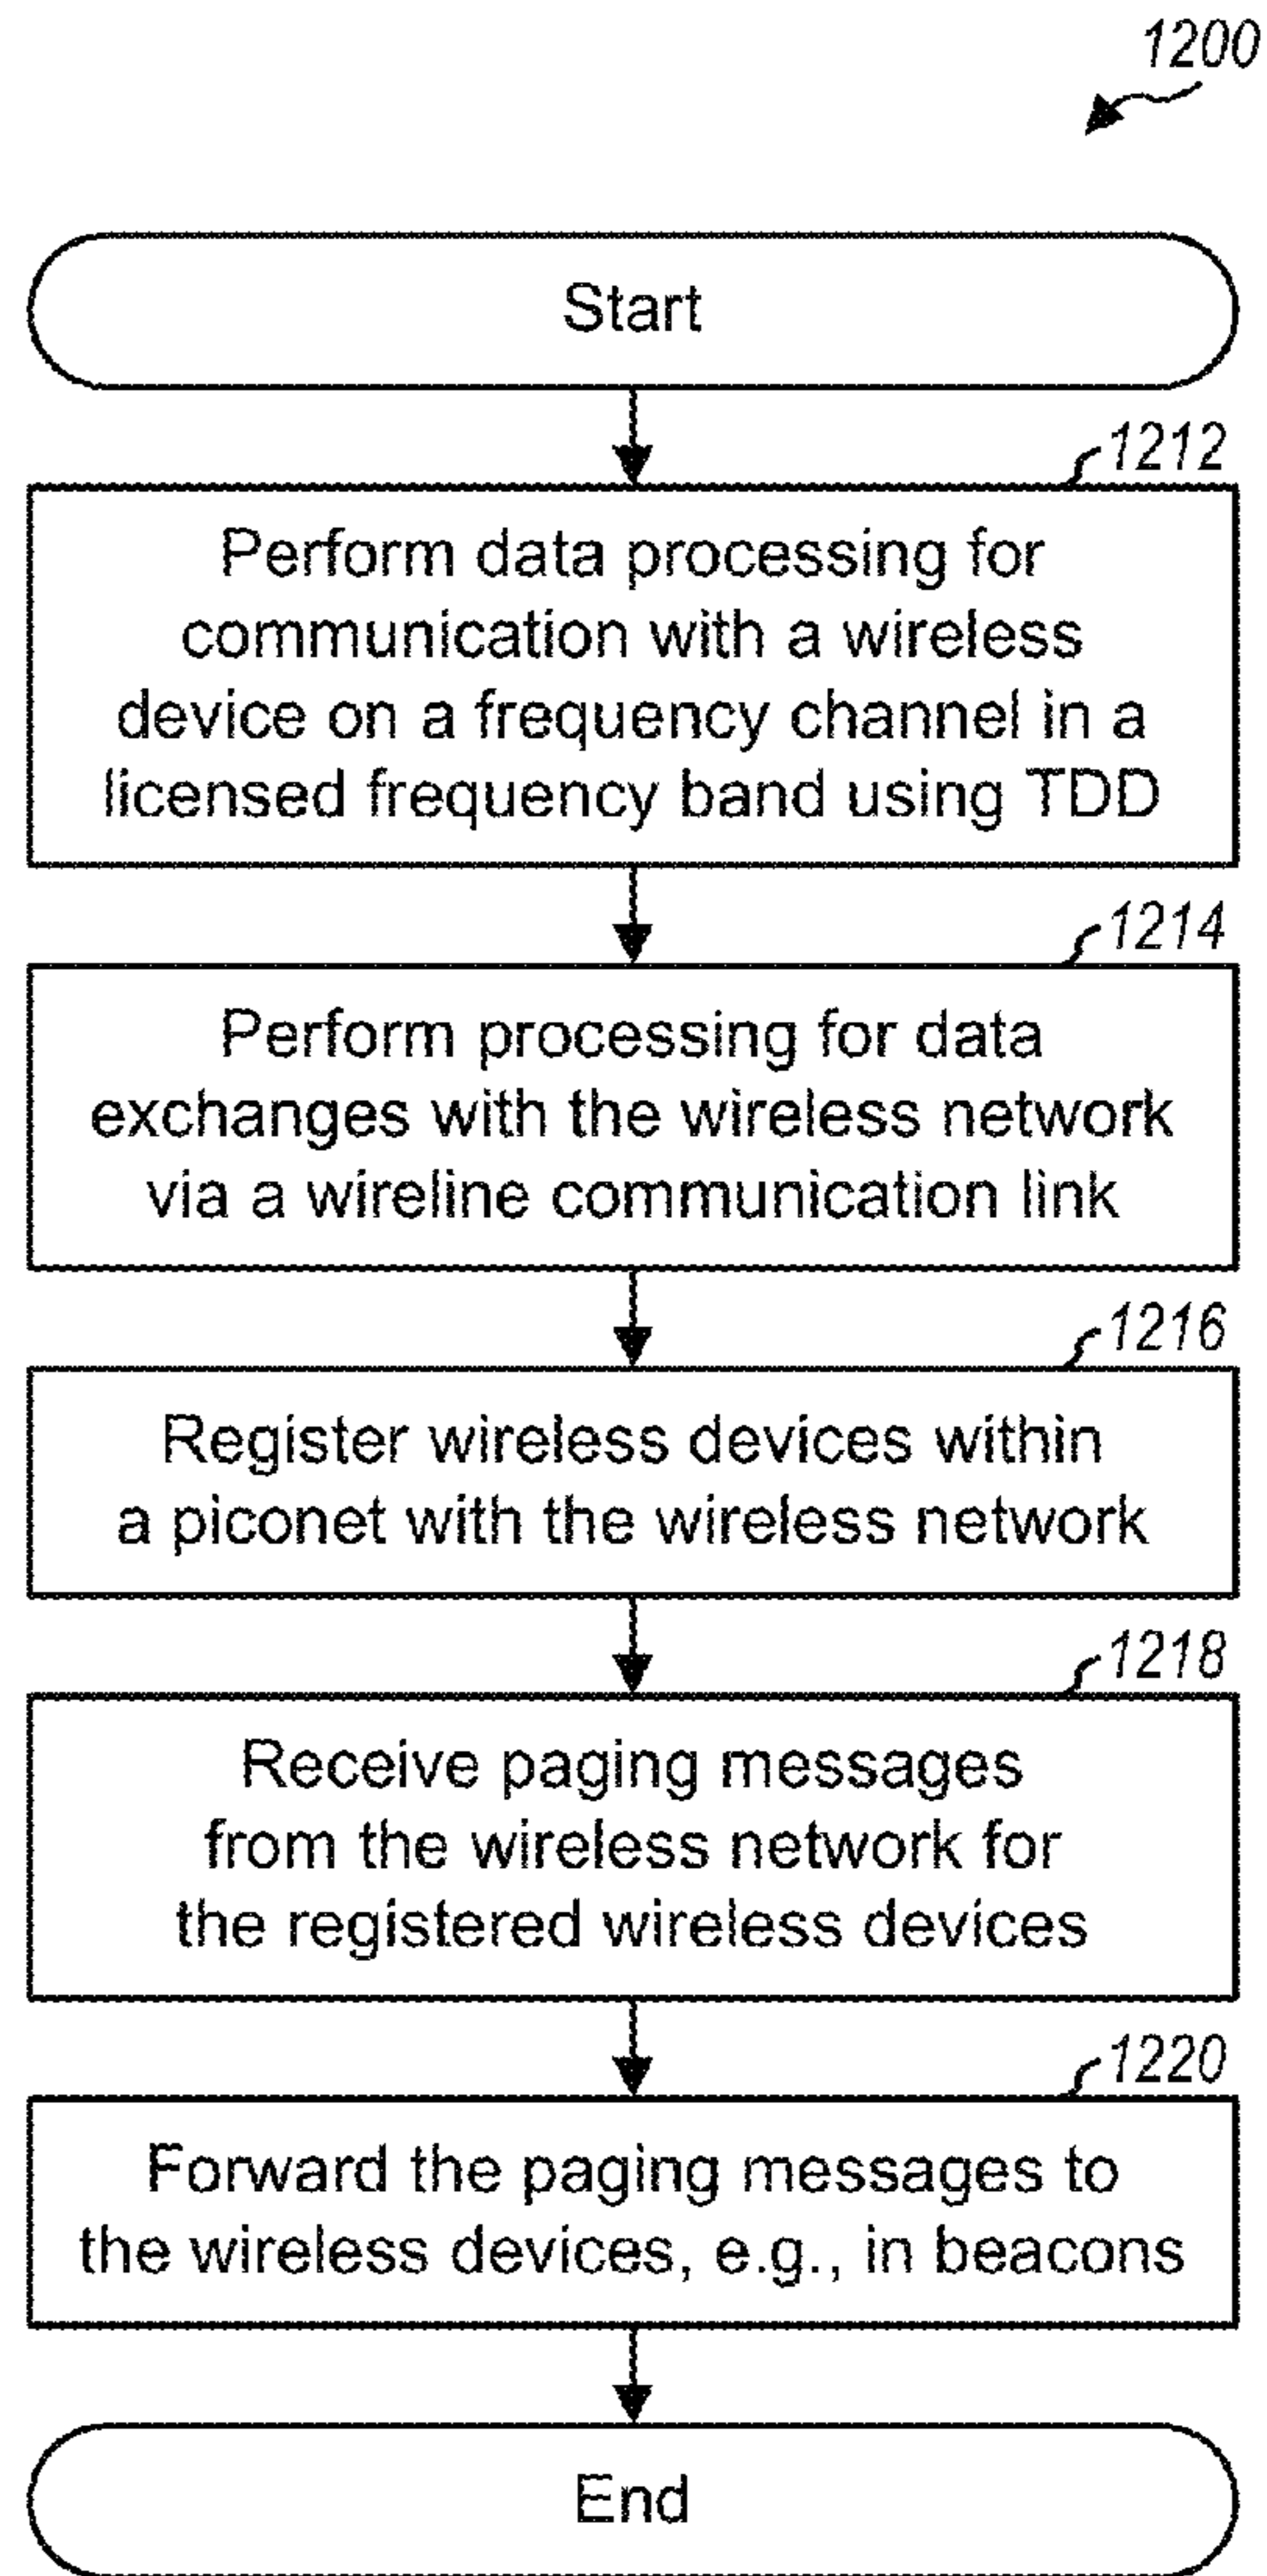 1200
Start
1212
Perform data processing for
communication with a wireless
device on a frequency channel in a
licensed frequency band using TDD
1214
Perform processing for data
exchanges with the wireless network
via a wireline communication link
1216
Register wireless devices within
a piconet with the wireless network
1218
Receive paging messages
from the wireless network for
the registered wireless devices
1220
Forward the paging messages to
the wireless devices, e.g., in beacons
End